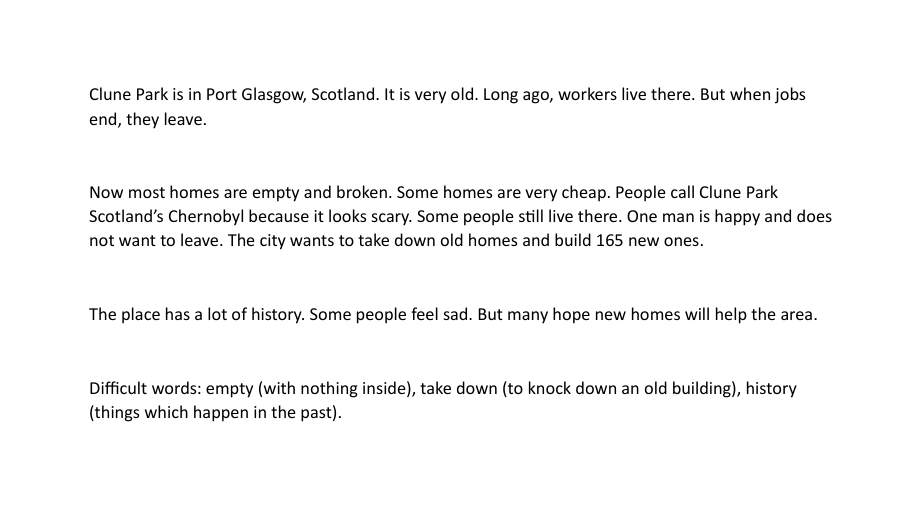 Clune Park is in Port Glasgow, Scotland. It is very old. Long ago, workers live there. But when jobs
end, they leave.
Now most homes are empty and broken. Some homes are very cheap. People call Clune Park
Scotland’s Chernobyl because it looks scary. Some people still live there. One man is happy and does
not want to leave. The city wants to take down old homes and build 165 new ones.
The place has a lot of history. Some people feel sad. But many hope new homes will help the area.
Difficult words: empty (with nothing inside), take down (to knock down an old building), history
(things which happen in the past).